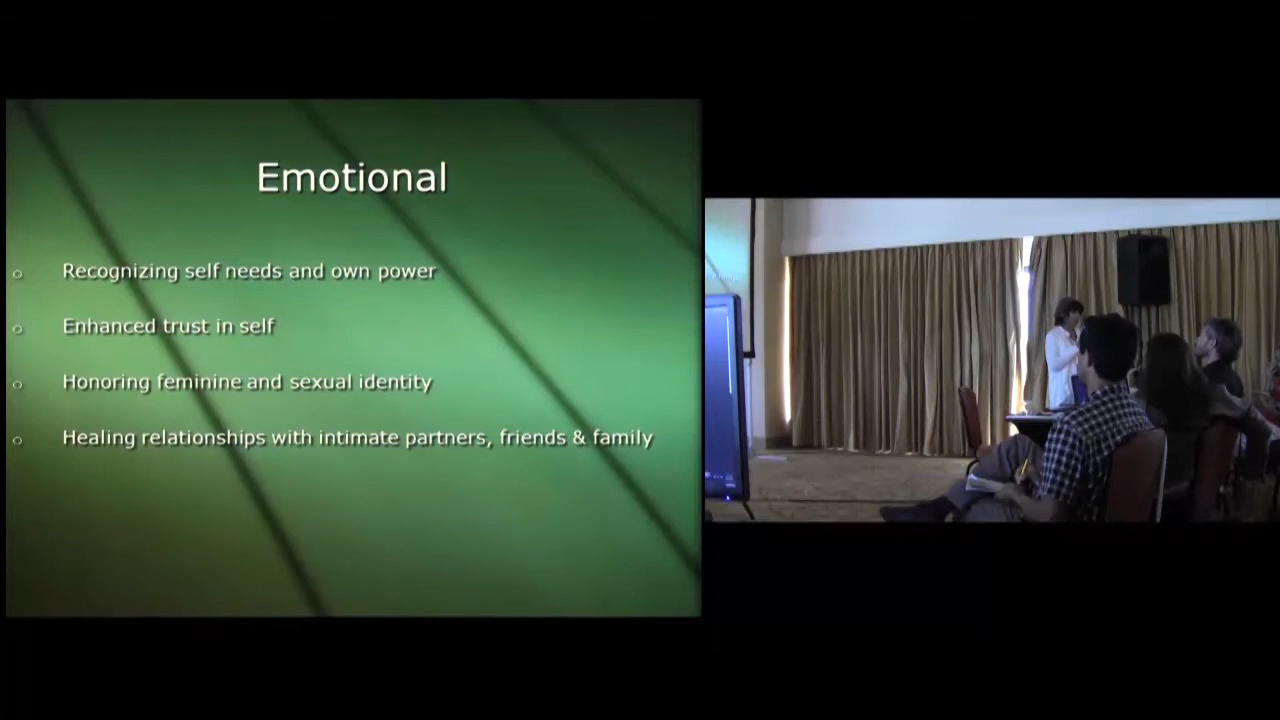 Emotional
Recognizing self needs and own power
Enhanced trust in self
Honoring feminine and sexual identity
Healing relationships with intimate partners, friends & family